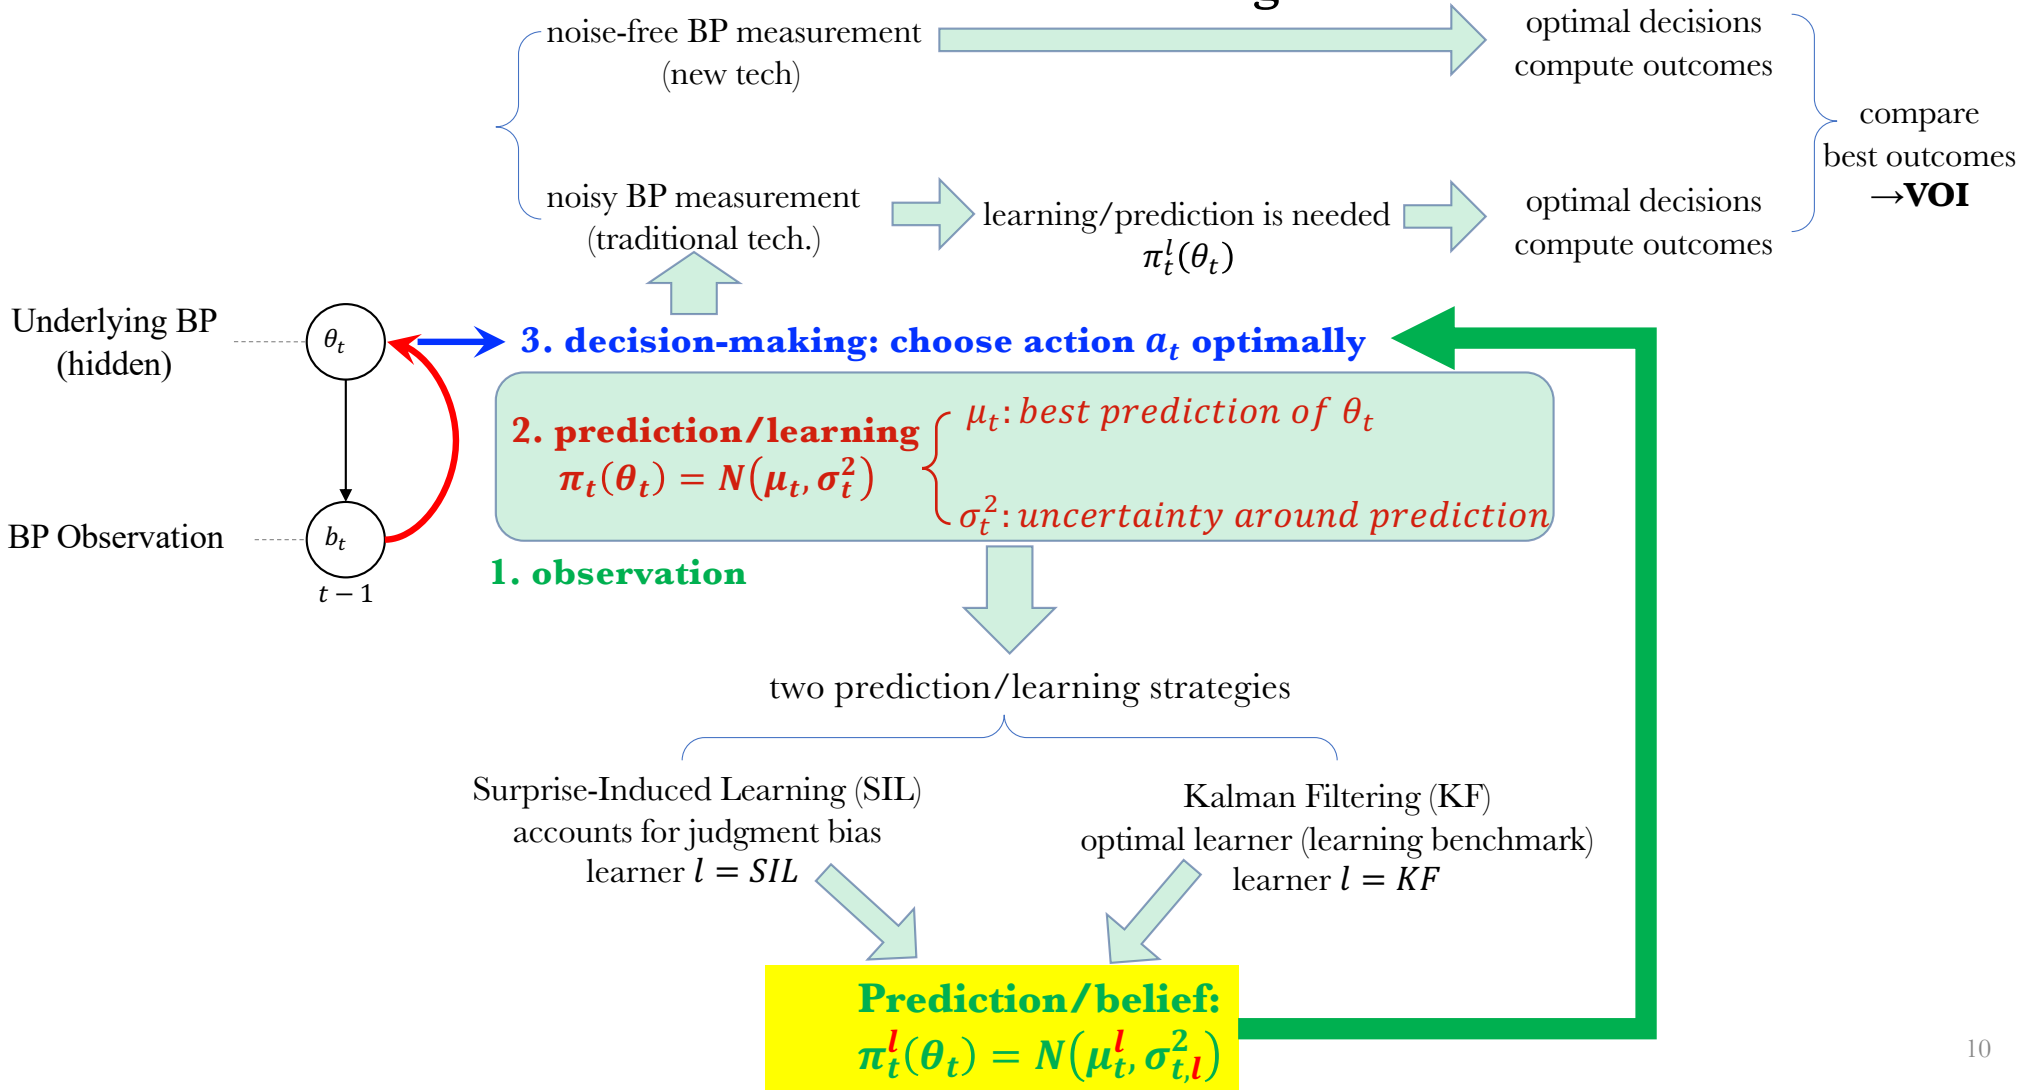 noise-free BP measurement
(new tech)
optimal decisions
compute outcomes
compare
best outcomes
→VOI
noisy BP measurement
(traditional tech.)
learning/prediction is needed
π_t^l(θ_t)
optimal decisions
compute outcomes
Underlying BP
(hidden)
θ_t
3. decision-making: choose action a_t optimally
2. prediction/learning
π_t(θ_t) = N(μ_t, σ_t^2)
μ_t: best prediction of θ_t
σ_t^2: uncertainty around prediction
BP Observation
b_t
t − 1
1. observation
two prediction/learning strategies
Surprise-Induced Learning (SIL)
accounts for judgment bias
learner l = SIL
Kalman Filtering (KF)
optimal learner (learning benchmark)
learner l = KF
Prediction/belief:
π_t^l(θ_t) = N(μ_t^l, σ_{t,l}^2)
10